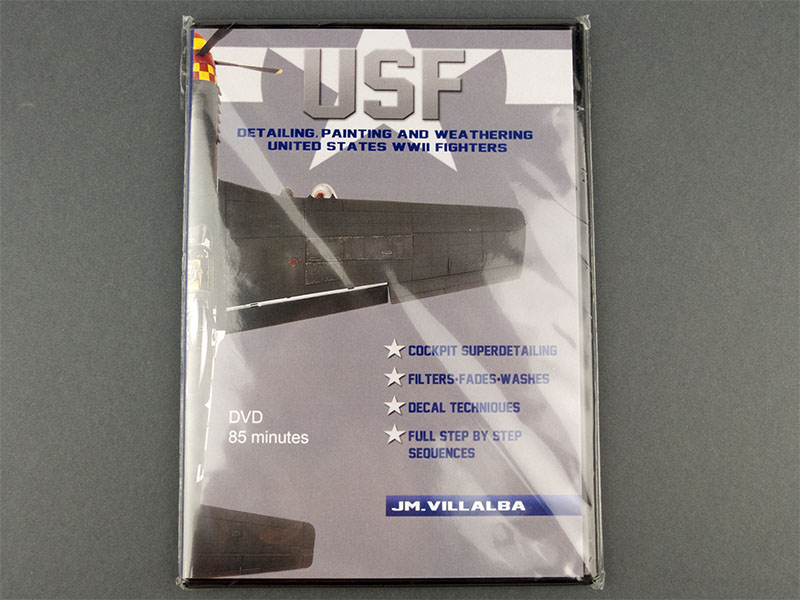 USF
DETAILING, PAINTING AND WEATHERING
UNITED STATES WWII FIGHTERS
COCKPIT SUPERDETAILING
FILTERS-FADES-WASHES
DECAL TECHNIQUES
FULL STEP BY STEP
SEQUENCES
DVD
85 minutes
JM.VILLALBA